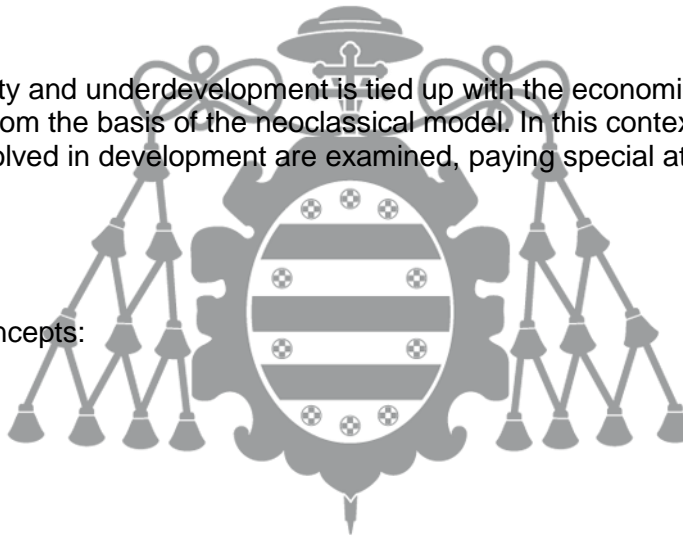 ty and underdevelopment is tied up with the economi
om the basis of the neoclassical model. In this contex
olved in development are examined, paying special at
ncepts: